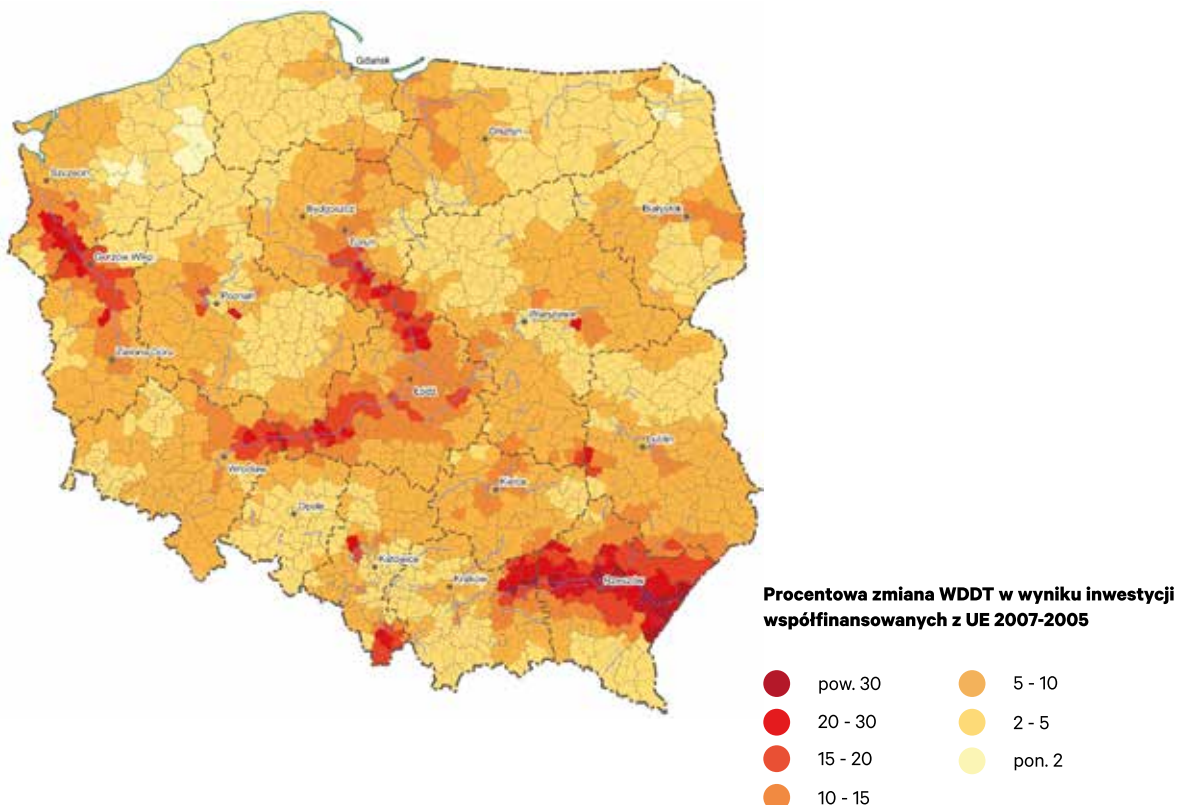 Gdańsk
Olsztyn
Szczecin
Bydgoszcz
Białystok
Toruń
Gorzów Wlkp.
Poznań
Warszawa
Zielona Góra
Łódź
Lublin
Wrocław
Kielce
Opole
Katowice
Kraków
Rzeszów
Procentowa zmiana WDDT w wyniku inwestycji
współfinansowanych z UE 2007-2005
pow. 30
5 - 10
20 - 30
2 - 5
15 - 20
pon. 2
10 - 15